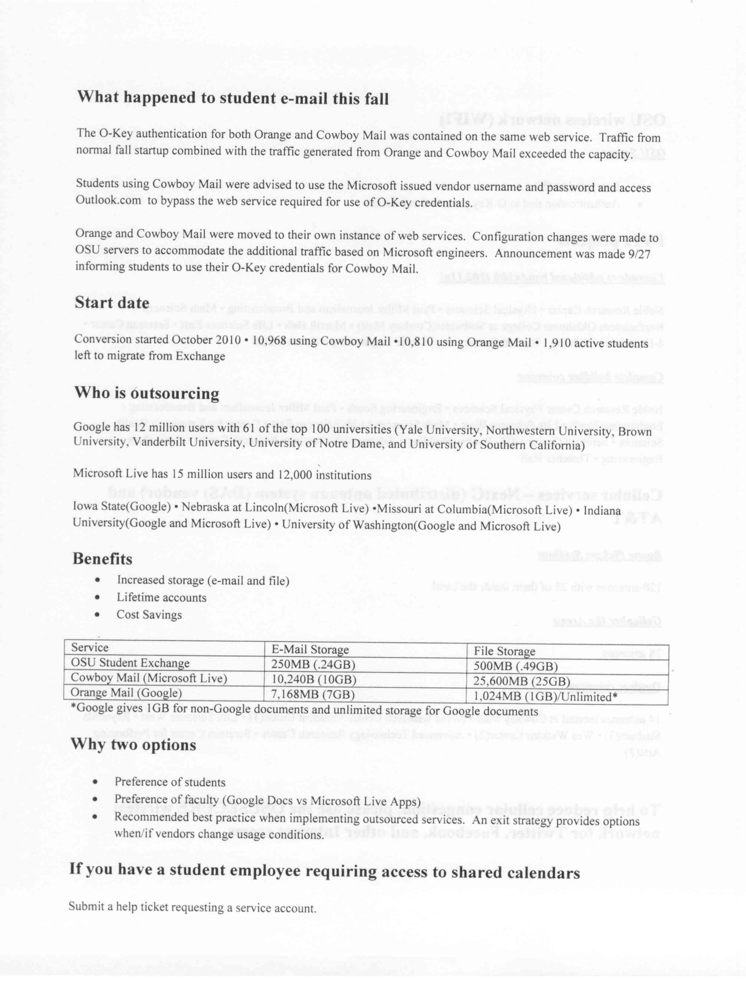 What happened to student e-mail this fall
The O-Key authentication for both Orange and Cowboy Mail was contained on the same web service. Traffic from
normal fall startup combined with the traffic generated from Orange and Cowboy Mail exceeded the capacity.
Students using Cowboy Mail were advised to use the Microsoft issued vendor username and password and access
Outlook.com to bypass the web service required for use of O-Key credentials.
Orange and Cowboy Mail were moved to their own instance of web services. Configuration changes were made to
OSU servers to accommodate the additional traffic based on Microsoft engineers. Announcement was made 9/27
informing students to use their O-Key credentials for Cowboy Mail.
Start date
Conversion started October 2010 • 10,968 using Cowboy Mail •10,810 using Orange Mail • 1,910 active students
left to migrate from Exchange
Who is outsourcing
Google has 12 million users with 61 of the top 100 universities (Yale University, Northwestern University, Brown
University, Vanderbilt University, University of Notre Dame, and University of Southern California)
Microsoft Live has 15 million users and 12,000 institutions
Iowa State(Google) • Nebraska at Lincoln(Microsoft Live) •Missouri at Columbia(Microsoft Live) • Indiana
University(Google and Microsoft Live) • University of Washington(Google and Microsoft Live)
Benefits
• Increased storage (e-mail and file)
• Lifetime accounts
• Cost Savings
Service E-Mail Storage File Storage
OSU Student Exchange 250MB (.24GB) 500MB (.49GB)
Cowboy Mail (Microsoft Live) 10,240B (10GB) 25,600MB (25GB)
Orange Mail (Google) 7,168MB (7GB) 1,024MB (1GB)/Unlimited*
*Google gives 1GB for non-Google documents and unlimited storage for Google documents
Why two options
• Preference of students
• Preference of faculty (Google Docs vs Microsoft Live Apps)
• Recommended best practice when implementing outsourced services. An exit strategy provides options
when/if vendors change usage conditions.
If you have a student employee requiring access to shared calendars
Submit a help ticket requesting a service account.